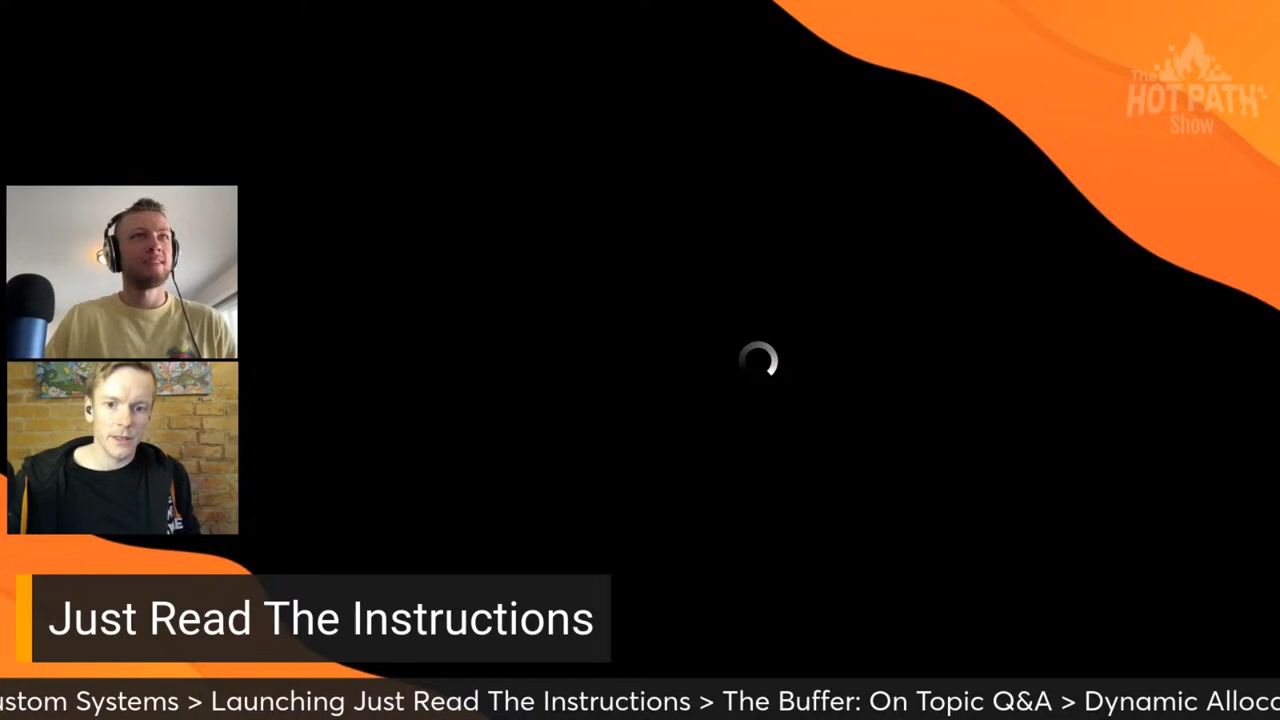 The
HOT PATH
Show
Just Read The Instructions
ustom Systems > Launching Just Read The Instructions > The Buffer: On Topic Q&A > Dynamic Alloc